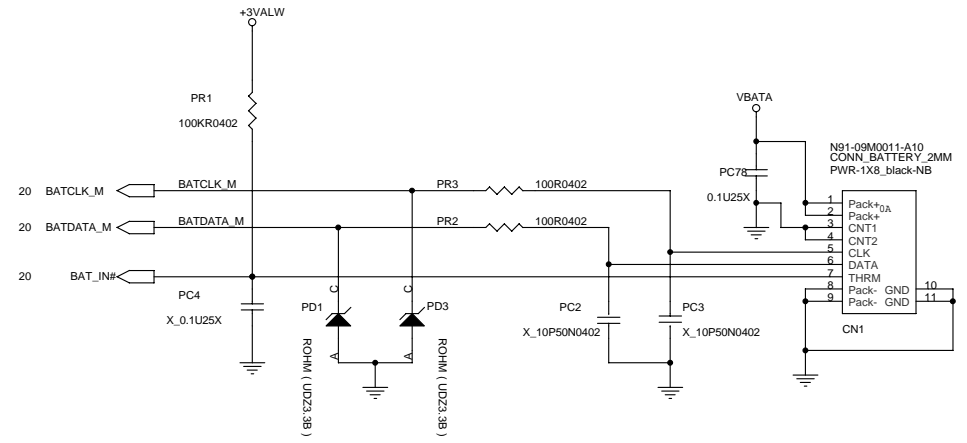 +3VALW
PR1
100KR0402
VBATA
N91-09M0011-A10
CONN_BATTERY_2MM
PWR-1X8_black-NB
PC78
0.1U25X
20 BATCLK_M
BATCLK_M
PR3
100R0402
20 BATDATA_M
BATDATA_M
PR2
100R0402
20 BAT_IN#
1 Pack+ 0A
2 Pack+
3 CNT1
4 CNT2
5 CLK
6 DATA
7 THRM
8 Pack- GND 10
9 Pack- GND 11
CN1
PC4
X_0.1U25X
C
C
PD1
PD3
A
A
ROHM ( UDZ3.3B )
ROHM ( UDZ3.3B )
PC2
X_10P50N0402
PC3
X_10P50N0402